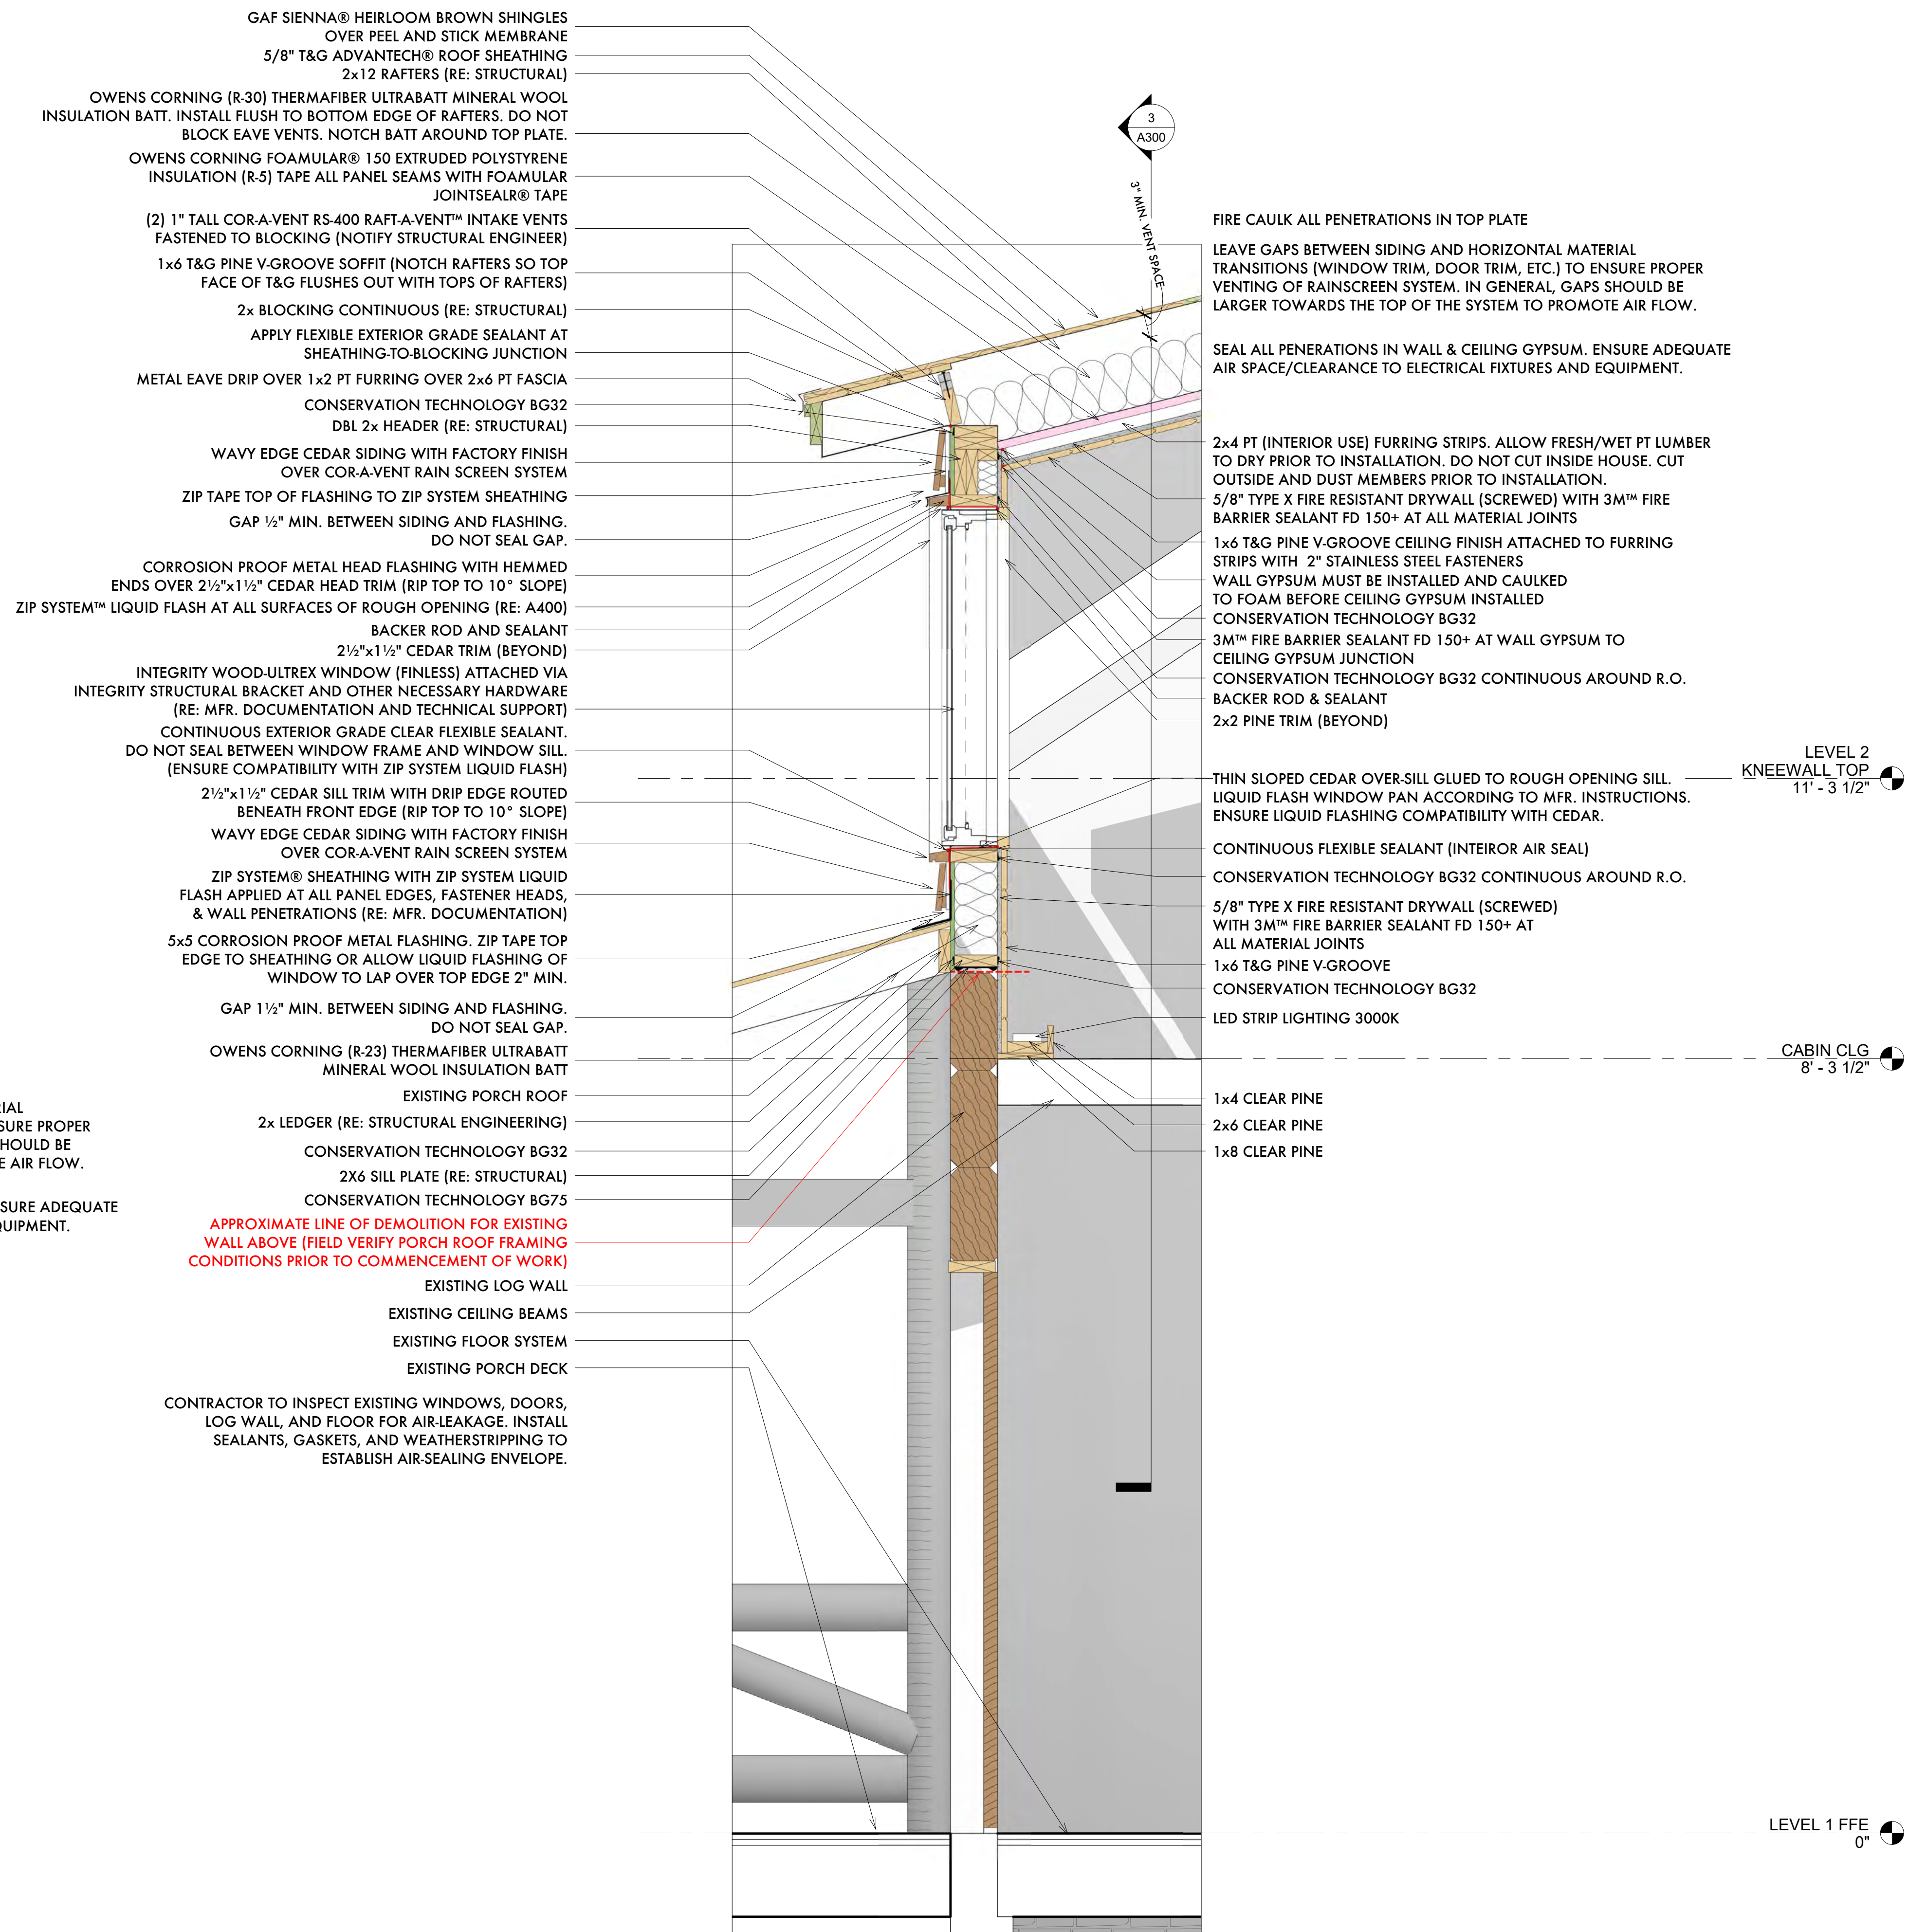 GAF SIENNA® HEIRLOOM BROWN SHINGLES
OVER PEEL AND STICK MEMBRANE
5/8" T&G ADVANTECH® ROOF SHEATHING
2x12 RAFTERS (RE: STRUCTURAL)
OWENS CORNING (R-30) THERMAFIBER ULTRABATT MINERAL WOOL
INSULATION BATT. INSTALL FLUSH TO BOTTOM EDGE OF RAFTERS. DO NOT
BLOCK EAVE VENTS. NOTCH BATT AROUND TOP PLATE.
OWENS CORNING FOAMULAR® 150 EXTRUDED POLYSTYRENE
INSULATION (R-5) TAPE ALL PANEL SEAMS WITH FOAMULAR
JOINTSEALR® TAPE
(2) 1" TALL COR-A-VENT RS-400 RAFT-A-VENT™ INTAKE VENTS
FASTENED TO BLOCKING (NOTIFY STRUCTURAL ENGINEER)
1x6 T&G PINE V-GROOVE SOFFIT (NOTCH RAFTERS SO TOP
FACE OF T&G FLUSHES OUT WITH TOPS OF RAFTERS)
2x BLOCKING CONTINUOUS (RE: STRUCTURAL)
APPLY FLEXIBLE EXTERIOR GRADE SEALANT AT
SHEATHING-TO-BLOCKING JUNCTION
METAL EAVE DRIP OVER 1x2 PT FURRING OVER 2x6 PT FASCIA
CONSERVATION TECHNOLOGY BG32
DBL 2x HEADER (RE: STRUCTURAL)
WAVY EDGE CEDAR SIDING WITH FACTORY FINISH
OVER COR-A-VENT RAIN SCREEN SYSTEM
ZIP TAPE TOP OF FLASHING TO ZIP SYSTEM SHEATHING
GAP ½" MIN. BETWEEN SIDING AND FLASHING.
DO NOT SEAL GAP.
CORROSION PROOF METAL HEAD FLASHING WITH HEMMED
ENDS OVER 2½"x1½" CEDAR HEAD TRIM (RIP TOP TO 10° SLOPE)
ZIP SYSTEM™ LIQUID FLASH AT ALL SURFACES OF ROUGH OPENING (RE: A400)
BACKER ROD AND SEALANT
2½"x1½" CEDAR TRIM (BEYOND)
INTEGRITY WOOD-ULTREX WINDOW (FINLESS) ATTACHED VIA
INTEGRITY STRUCTURAL BRACKET AND OTHER NECESSARY HARDWARE
(RE: MFR. DOCUMENTATION AND TECHNICAL SUPPORT)
CONTINUOUS EXTERIOR GRADE CLEAR FLEXIBLE SEALANT.
DO NOT SEAL BETWEEN WINDOW FRAME AND WINDOW SILL.
(ENSURE COMPATIBILITY WITH ZIP SYSTEM LIQUID FLASH)
2½"x1½" CEDAR SILL TRIM WITH DRIP EDGE ROUTED
BENEATH FRONT EDGE (RIP TOP TO 10° SLOPE)
WAVY EDGE CEDAR SIDING WITH FACTORY FINISH
OVER COR-A-VENT RAIN SCREEN SYSTEM
ZIP SYSTEM® SHEATHING WITH ZIP SYSTEM LIQUID
FLASH APPLIED AT ALL PANEL EDGES, FASTENER HEADS,
& WALL PENETRATIONS (RE: MFR. DOCUMENTATION)
5x5 CORROSION PROOF METAL FLASHING. ZIP TAPE TOP
EDGE TO SHEATHING OR ALLOW LIQUID FLASHING OF
WINDOW TO LAP OVER TOP EDGE 2" MIN.
GAP 1½" MIN. BETWEEN SIDING AND FLASHING.
DO NOT SEAL GAP.
OWENS CORNING (R-23) THERMAFIBER ULTRABATT
MINERAL WOOL INSULATION BATT
EXISTING PORCH ROOF
2x LEDGER (RE: STRUCTURAL ENGINEERING)
CONSERVATION TECHNOLOGY BG32
2X6 SILL PLATE (RE: STRUCTURAL)
CONSERVATION TECHNOLOGY BG75
APPROXIMATE LINE OF DEMOLITION FOR EXISTING
WALL ABOVE (FIELD VERIFY PORCH ROOF FRAMING
CONDITIONS PRIOR TO COMMENCEMENT OF WORK)
EXISTING LOG WALL
EXISTING CEILING BEAMS
EXISTING FLOOR SYSTEM
EXISTING PORCH DECK
CONTRACTOR TO INSPECT EXISTING WINDOWS, DOORS,
LOG WALL, AND FLOOR FOR AIR-LEAKAGE. INSTALL
SEALANTS, GASKETS, AND WEATHERSTRIPPING TO
ESTABLISH AIR-SEALING ENVELOPE.
RIAL
SURE PROPER
SHOULD BE
E AIR FLOW.
SURE ADEQUATE
QUIPMENT.
3
A300
3" MIN. VENT SPACE
FIRE CAULK ALL PENETRATIONS IN TOP PLATE
LEAVE GAPS BETWEEN SIDING AND HORIZONTAL MATERIAL
TRANSITIONS (WINDOW TRIM, DOOR TRIM, ETC.) TO ENSURE PROPER
VENTING OF RAINSCREEN SYSTEM. IN GENERAL, GAPS SHOULD BE
LARGER TOWARDS THE TOP OF THE SYSTEM TO PROMOTE AIR FLOW.
SEAL ALL PENERATIONS IN WALL & CEILING GYPSUM. ENSURE ADEQUATE
AIR SPACE/CLEARANCE TO ELECTRICAL FIXTURES AND EQUIPMENT.
2x4 PT (INTERIOR USE) FURRING STRIPS. ALLOW FRESH/WET PT LUMBER
TO DRY PRIOR TO INSTALLATION. DO NOT CUT INSIDE HOUSE. CUT
OUTSIDE AND DUST MEMBERS PRIOR TO INSTALLATION.
5/8" TYPE X FIRE RESISTANT DRYWALL (SCREWED) WITH 3M™ FIRE
BARRIER SEALANT FD 150+ AT ALL MATERIAL JOINTS
1x6 T&G PINE V-GROOVE CEILING FINISH ATTACHED TO FURRING
STRIPS WITH 2" STAINLESS STEEL FASTENERS
WALL GYPSUM MUST BE INSTALLED AND CAULKED
TO FOAM BEFORE CEILING GYPSUM INSTALLED
CONSERVATION TECHNOLOGY BG32
3M™ FIRE BARRIER SEALANT FD 150+ AT WALL GYPSUM TO
CEILING GYPSUM JUNCTION
CONSERVATION TECHNOLOGY BG32 CONTINUOUS AROUND R.O.
BACKER ROD & SEALANT
2x2 PINE TRIM (BEYOND)
LEVEL 2
KNEEWALL TOP
11' - 3 1/2"
THIN SLOPED CEDAR OVER-SILL GLUED TO ROUGH OPENING SILL.
LIQUID FLASH WINDOW PAN ACCORDING TO MFR. INSTRUCTIONS.
ENSURE LIQUID FLASHING COMPATIBILITY WITH CEDAR.
CONTINUOUS FLEXIBLE SEALANT (INTEIROR AIR SEAL)
CONSERVATION TECHNOLOGY BG32 CONTINUOUS AROUND R.O.
5/8" TYPE X FIRE RESISTANT DRYWALL (SCREWED)
WITH 3M™ FIRE BARRIER SEALANT FD 150+ AT
ALL MATERIAL JOINTS
1x6 T&G PINE V-GROOVE
CONSERVATION TECHNOLOGY BG32
LED STRIP LIGHTING 3000K
CABIN CLG
8' - 3 1/2"
1x4 CLEAR PINE
2x6 CLEAR PINE
1x8 CLEAR PINE
LEVEL 1 FFE
0"